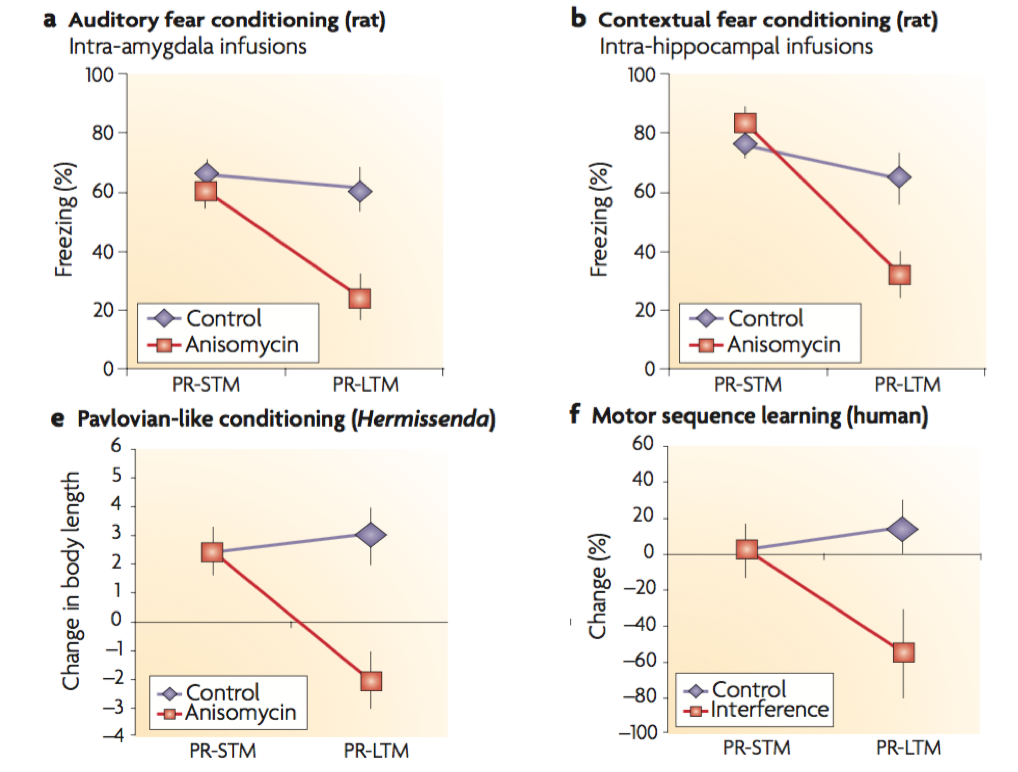 a Auditory fear conditioning (rat)
Intra-amygdala infusions
100
80
60
40
20
0
Freezing (%)
Control
Anisomycin
PR-STM PR-LTM
b Contextual fear conditioning (rat)
Intra-hippocampal infusions
100
80
60
40
20
0
Freezing (%)
Control
Anisomycin
PR-STM PR-LTM
e Pavlovian-like conditioning (Hermissenda)
6
5
4
3
2
1
0
–1
–2
–3
–4
Change in body length
Control
Anisomycin
PR-STM PR-LTM
f Motor sequence learning (human)
60
40
20
0
–20
–40
–60
–80
–100
Change (%)
Control
Interference
PR-STM PR-LTM